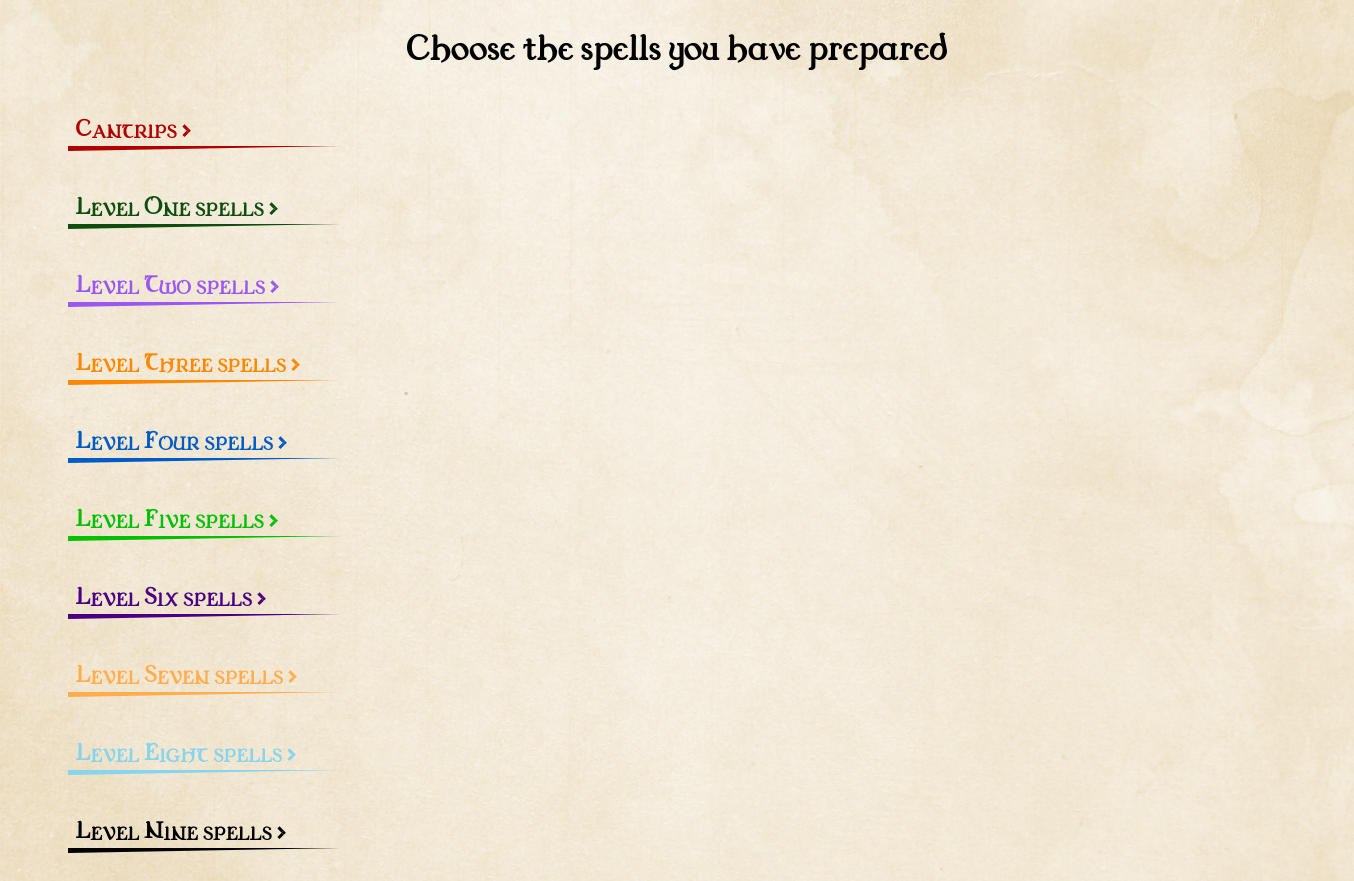 Choose the spells you have prepared
Cantrips >
Level One spells >
Level Two spells >
Level Three spells >
Level Four spells >
Level Five spells >
Level Six spells >
Level Seven spells >
Level Eight spells >
Level Nine spells >